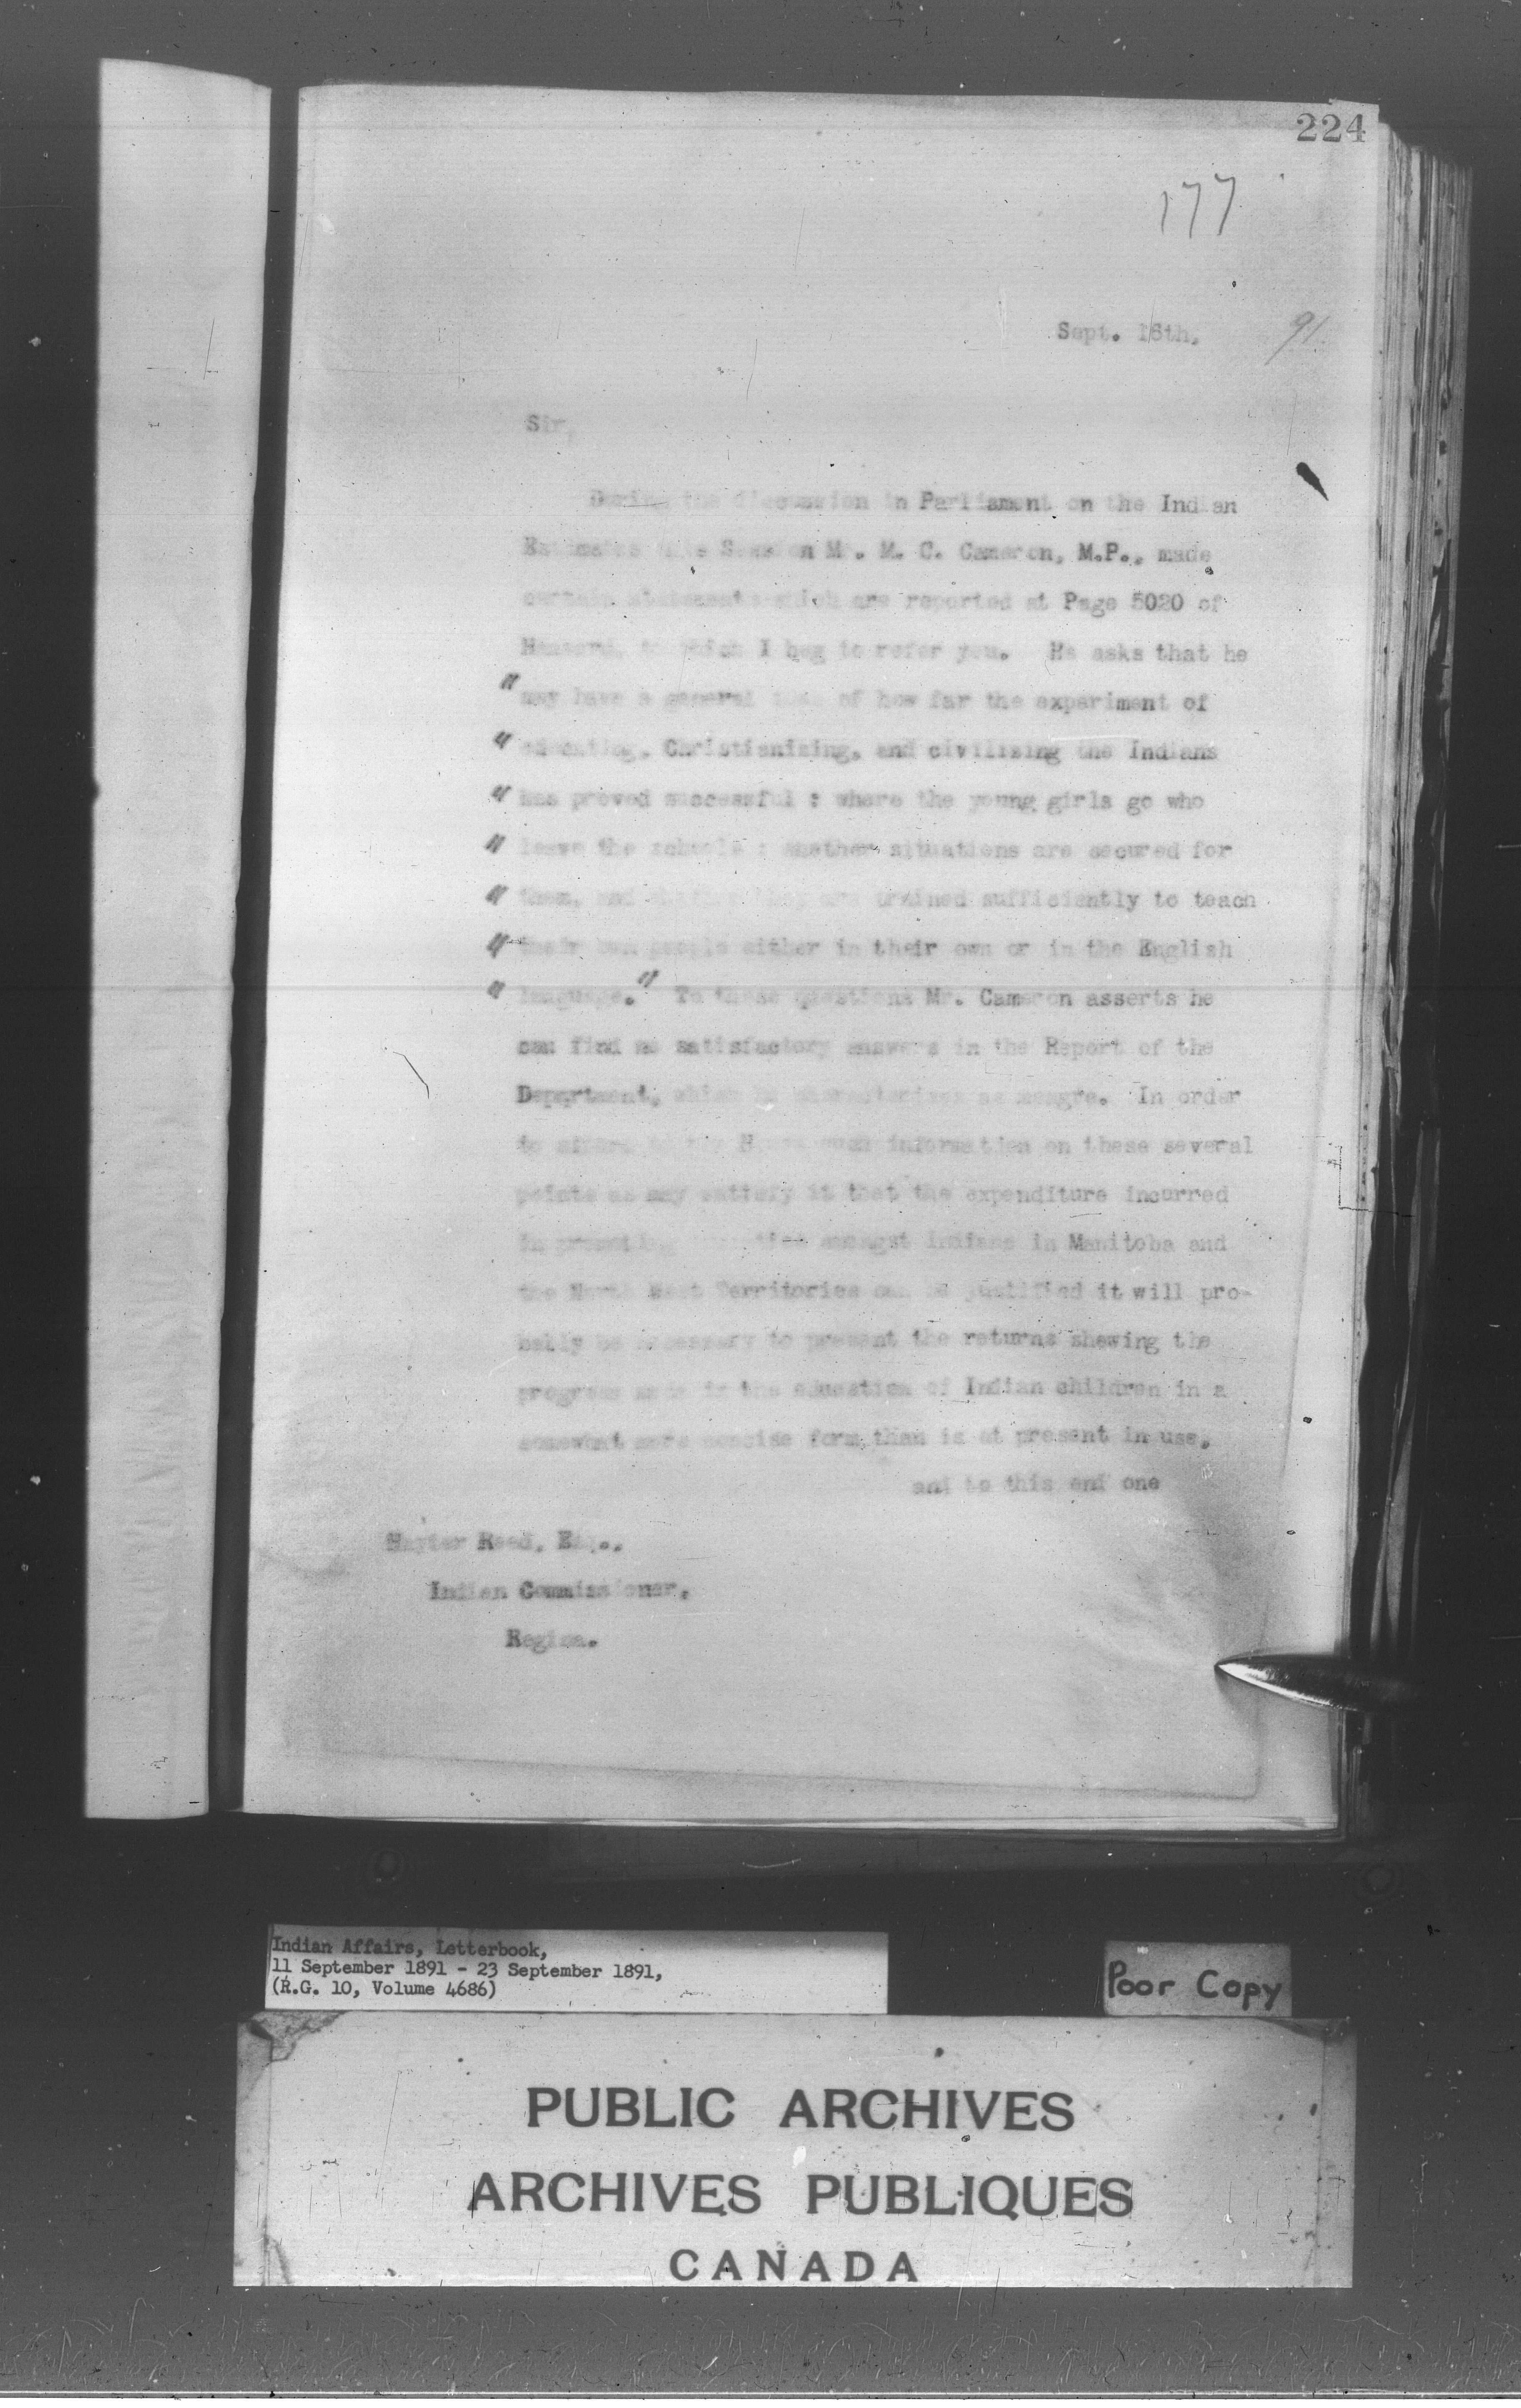 224
177
Sept. 16th, 91
Sir,
During the discussion in Parliament on the Indian
Estimates this Session Mr. M. C. Cameron, M.P., made
certain statements which are reported at Page 5020 of
Hansard, to which I beg to refer you. He asks that he
" may have a general idea of how far the experiment of
" educating, Christianizing, and civilizing the Indians
" has proved successful : where the young girls go who
" leave the schools : whether situations are secured for
" them, and whether they are trained sufficiently to teach
" their own people either in their own or in the English
" language." To these questions Mr. Cameron asserts he
can find no satisfactory answers in the Report of the
Department, which he characterizes as meagre. In order
to afford to the House such information on these several
points as may satisfy it that the expenditure incurred
in promoting education amongst Indians in Manitoba and
the North West Territories can be justified it will pro-
bably be necessary to present the returns shewing the
progress made in the education of Indian children in a
somewhat more concise form than is at present in use,
and to this end one
Hayter Reed, Esq.,
Indian Commissioner,
Regina.
Indian Affairs, Letterbook,
11 September 1891 - 23 September 1891,
(R.G. 10, Volume 4686)
Poor Copy
PUBLIC ARCHIVES
ARCHIVES PUBLIQUES
CANADA